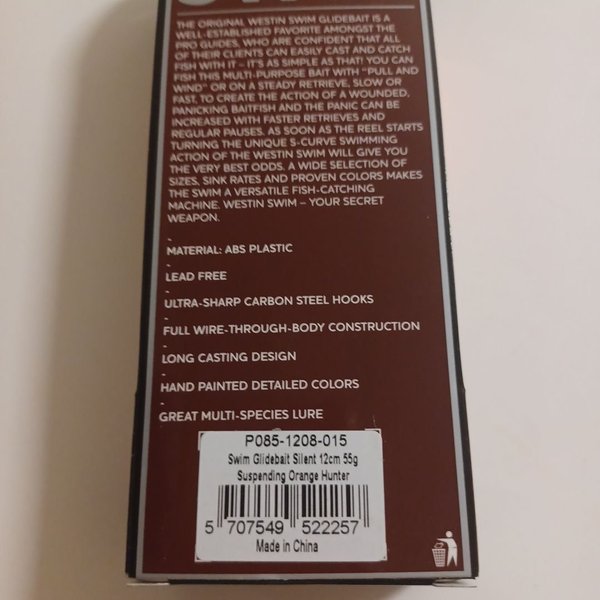 THE ORIGINAL WESTIN SWIM GLIDEBAIT IS A
WELL-ESTABLISHED FAVORITE AMONGST THE
PRO GUIDES, WHO ARE CONFIDENT THAT ALL
OF THEIR CLIENTS CAN EASILY CAST AND CATCH
FISH WITH IT – IT'S AS SIMPLE AS THAT! YOU CAN
FISH THIS MULTI-PURPOSE BAIT WITH "PULL AND
WIND" OR ON A STEADY RETRIEVE, SLOW OR
FAST, TO CREATE THE ACTION OF A WOUNDED,
PANICKING BAITFISH AND THE PANIC CAN BE
INCREASED WITH FASTER RETRIEVES AND
REGULAR PAUSES. AS SOON AS THE REEL STARTS
TURNING THE UNIQUE S-CURVE SWIMMING
ACTION OF THE WESTIN SWIM WILL GIVE YOU
THE VERY BEST ODDS. A WIDE SELECTION OF
SIZES, SINK RATES AND PROVEN COLORS MAKES
THE SWIM A VERSATILE FISH-CATCHING
MACHINE. WESTIN SWIM – YOUR SECRET
WEAPON.
-
MATERIAL: ABS PLASTIC
-
LEAD FREE
-
ULTRA-SHARP CARBON STEEL HOOKS
-
FULL WIRE-THROUGH-BODY CONSTRUCTION
-
LONG CASTING DESIGN
-
HAND PAINTED DETAILED COLORS
-
GREAT MULTI-SPECIES LURE
P085-1208-015
Swim Glidebait Silent 12cm 55g
Suspending Orange Hunter
5 707549 522257
Made in China